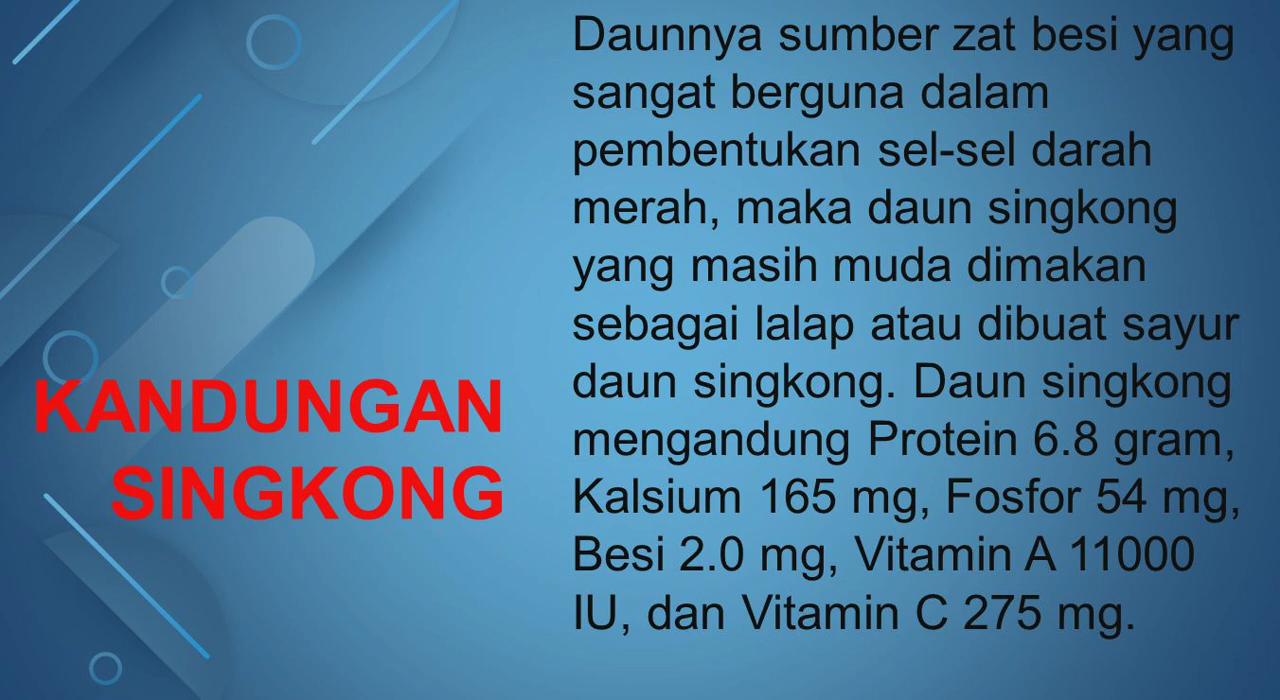 KANDUNGAN
SINGKONG
Daunnya sumber zat besi yang
sangat berguna dalam
pembentukan sel-sel darah
merah, maka daun singkong
yang masih muda dimakan
sebagai lalap atau dibuat sayur
daun singkong. Daun singkong
mengandung Protein 6.8 gram,
Kalsium 165 mg, Fosfor 54 mg,
Besi 2.0 mg, Vitamin A 11000
IU, dan Vitamin C 275 mg.